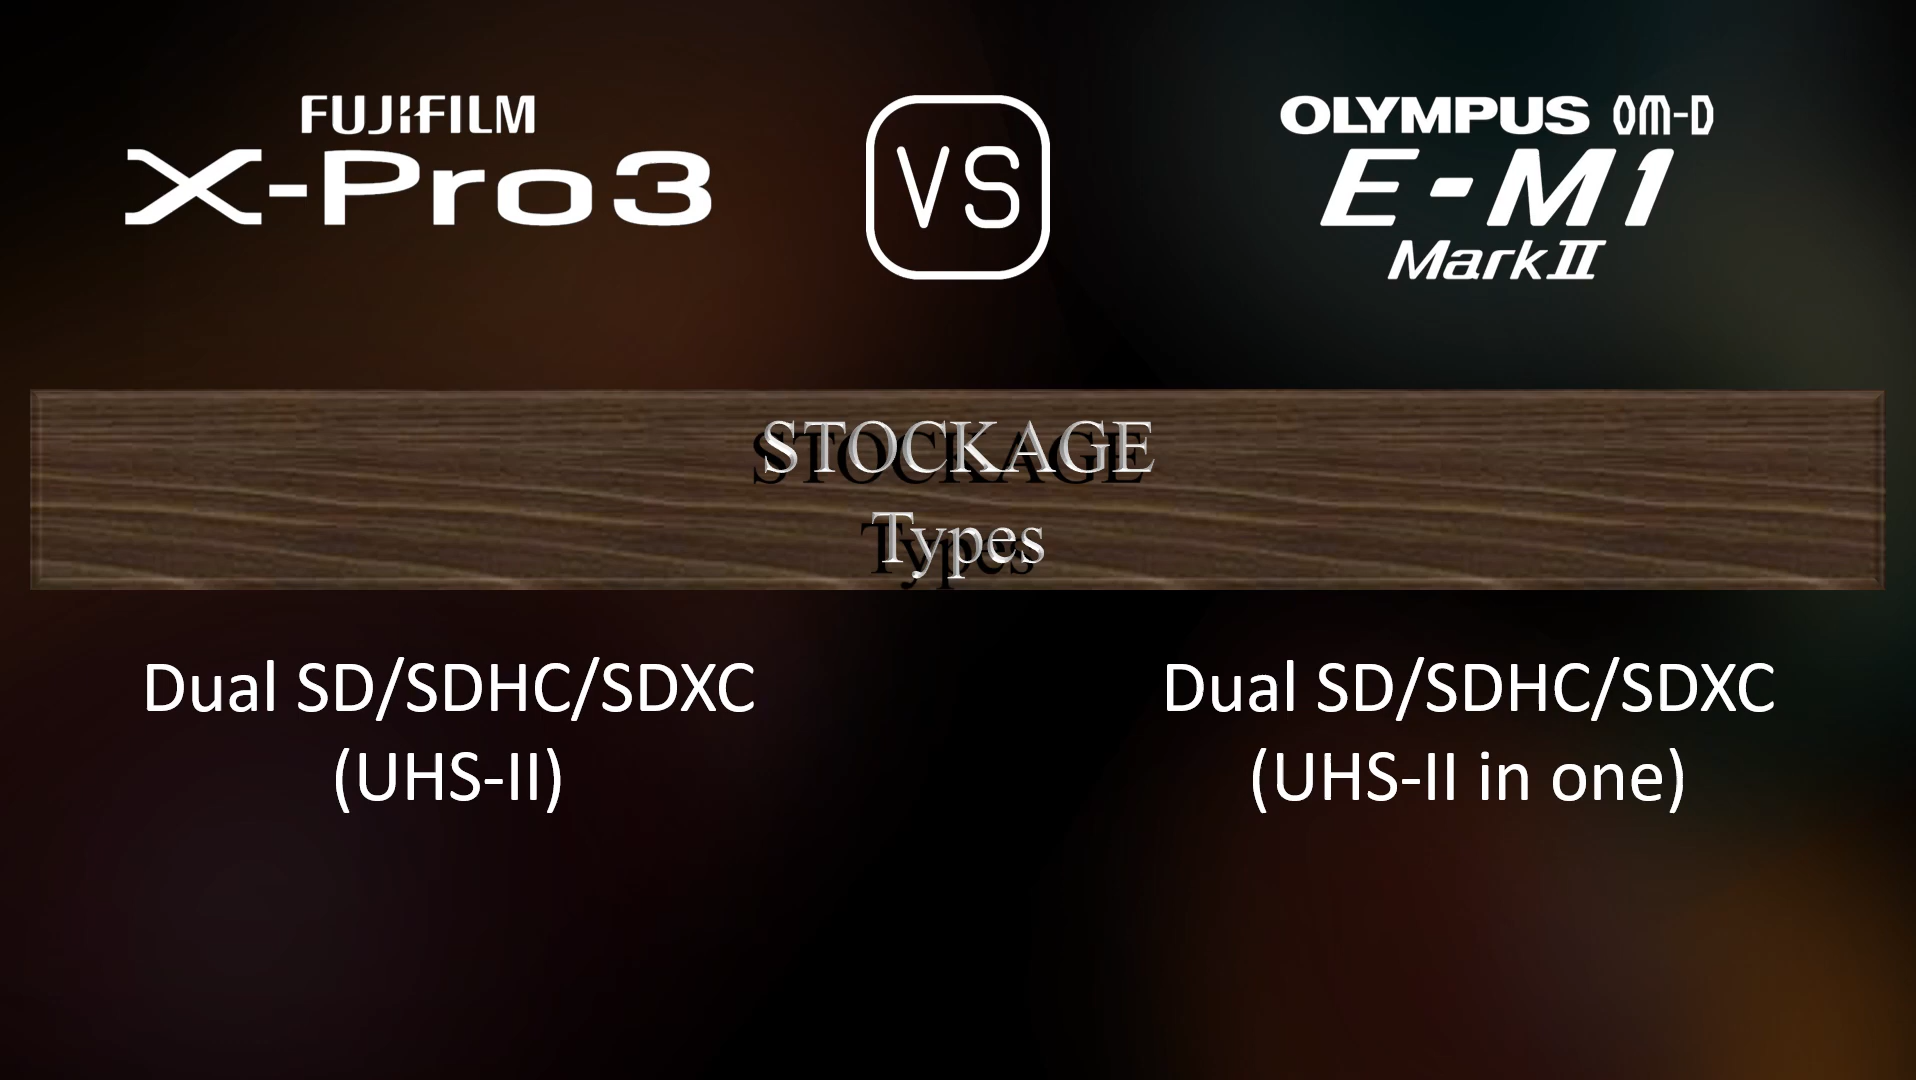 FUJIFILM
X-Pro3
VS
OLYMPUS OM-D
E-M1
Mark II
STOCKAGE
Types
Dual SD/SDHC/SDXC
(UHS-II)
Dual SD/SDHC/SDXC
(UHS-II in one)